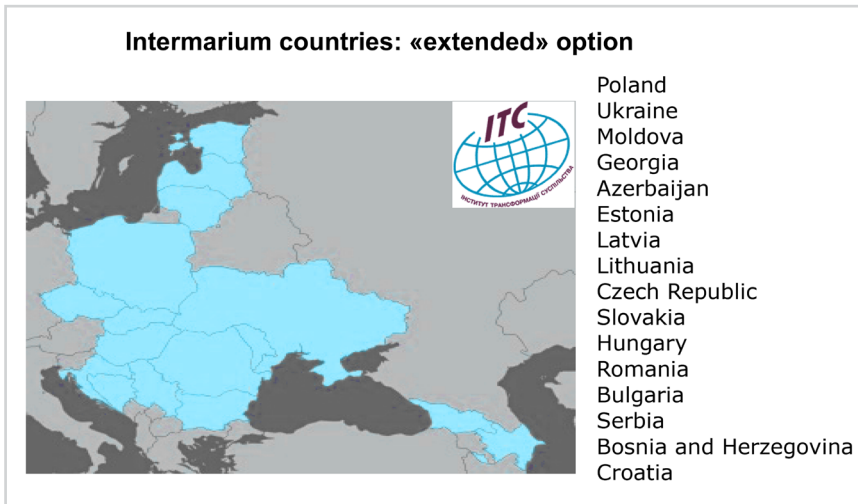 Intermarium countries: «extended» option
ITC
ІНСТИТУТ ТРАНСФОРМАЦІЇ СУСПІЛЬСТВА
Poland
Ukraine
Moldova
Georgia
Azerbaijan
Estonia
Latvia
Lithuania
Czech Republic
Slovakia
Hungary
Romania
Bulgaria
Serbia
Bosnia and Herzegovina
Croatia